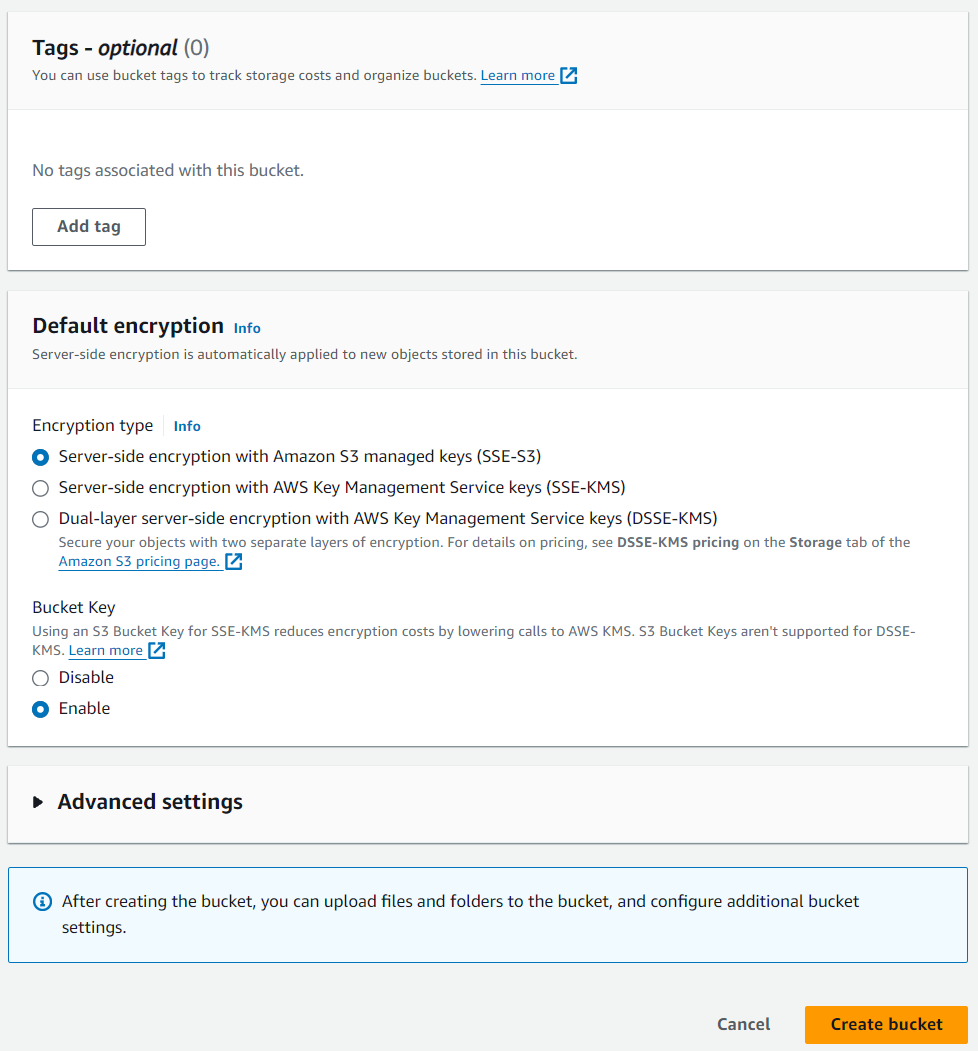 Tags - optional (0)
You can use bucket tags to track storage costs and organize buckets. Learn more
No tags associated with this bucket.
Add tag
Default encryption Info
Server-side encryption is automatically applied to new objects stored in this bucket.
Encryption type Info
Server-side encryption with Amazon S3 managed keys (SSE-S3)
Server-side encryption with AWS Key Management Service keys (SSE-KMS)
Dual-layer server-side encryption with AWS Key Management Service keys (DSSE-KMS)
Secure your objects with two separate layers of encryption. For details on pricing, see DSSE-KMS pricing on the Storage tab of the
Amazon S3 pricing page.
Bucket Key
Using an S3 Bucket Key for SSE-KMS reduces encryption costs by lowering calls to AWS KMS. S3 Bucket Keys aren't supported for DSSE-
KMS. Learn more
Disable
Enable
Advanced settings
After creating the bucket, you can upload files and folders to the bucket, and configure additional bucket
settings.
Cancel Create bucket